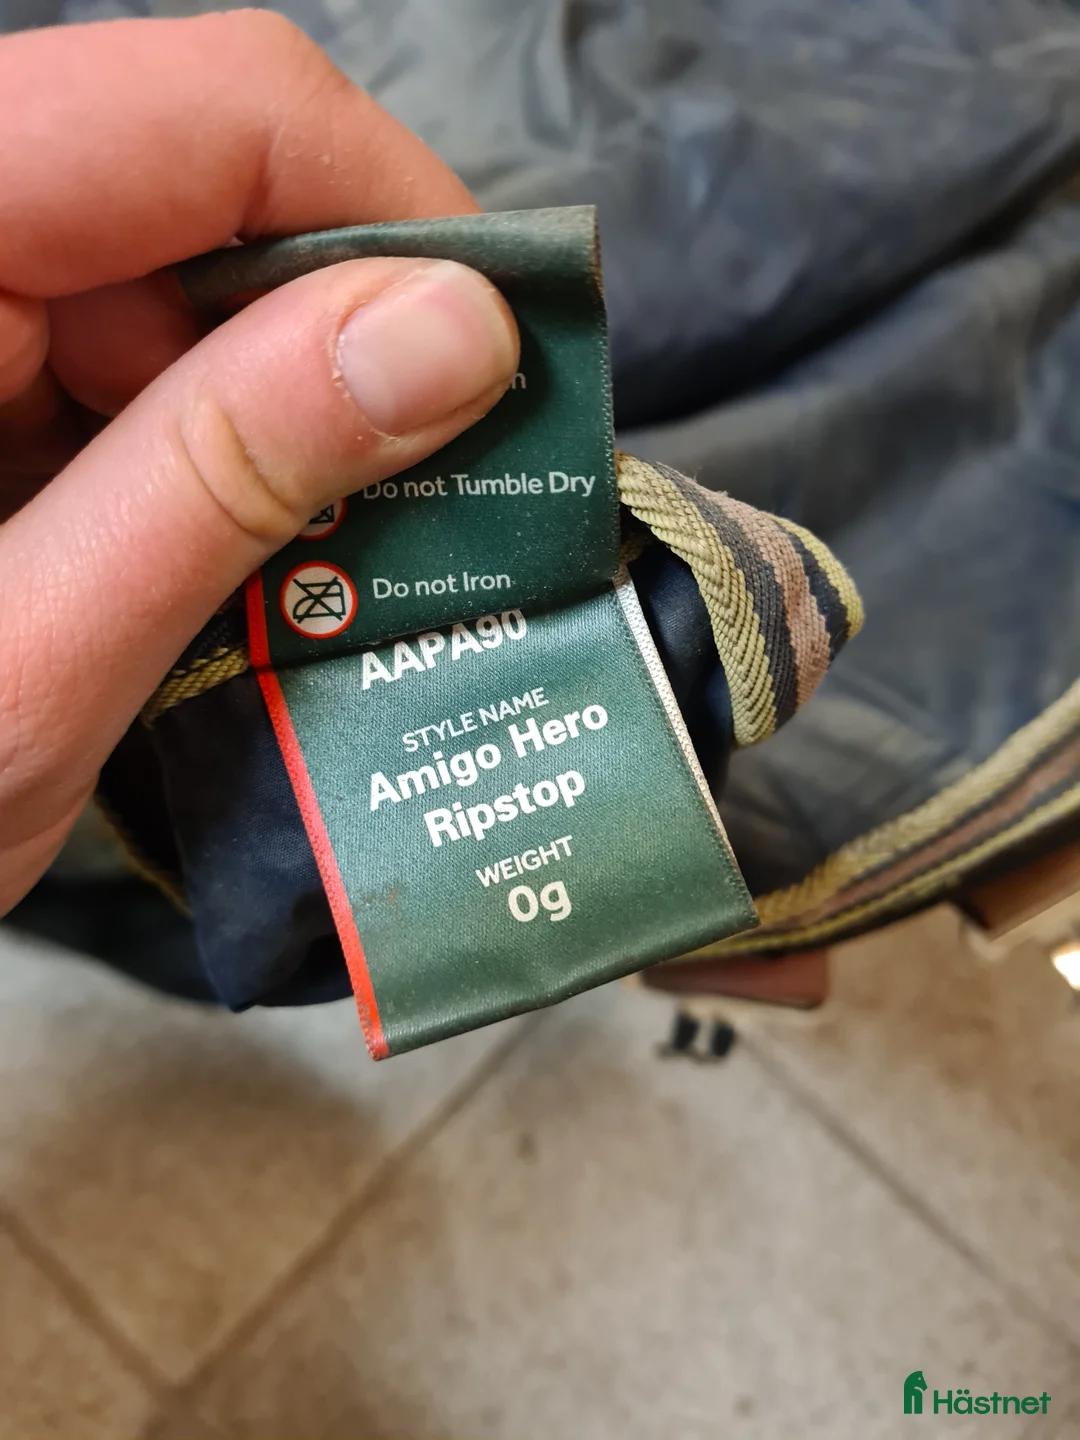 Do not Tumble Dry
Do not Iron
AAPA90
STYLE NAME
Amigo Hero
Ripstop
WEIGHT
0g
Hästnet